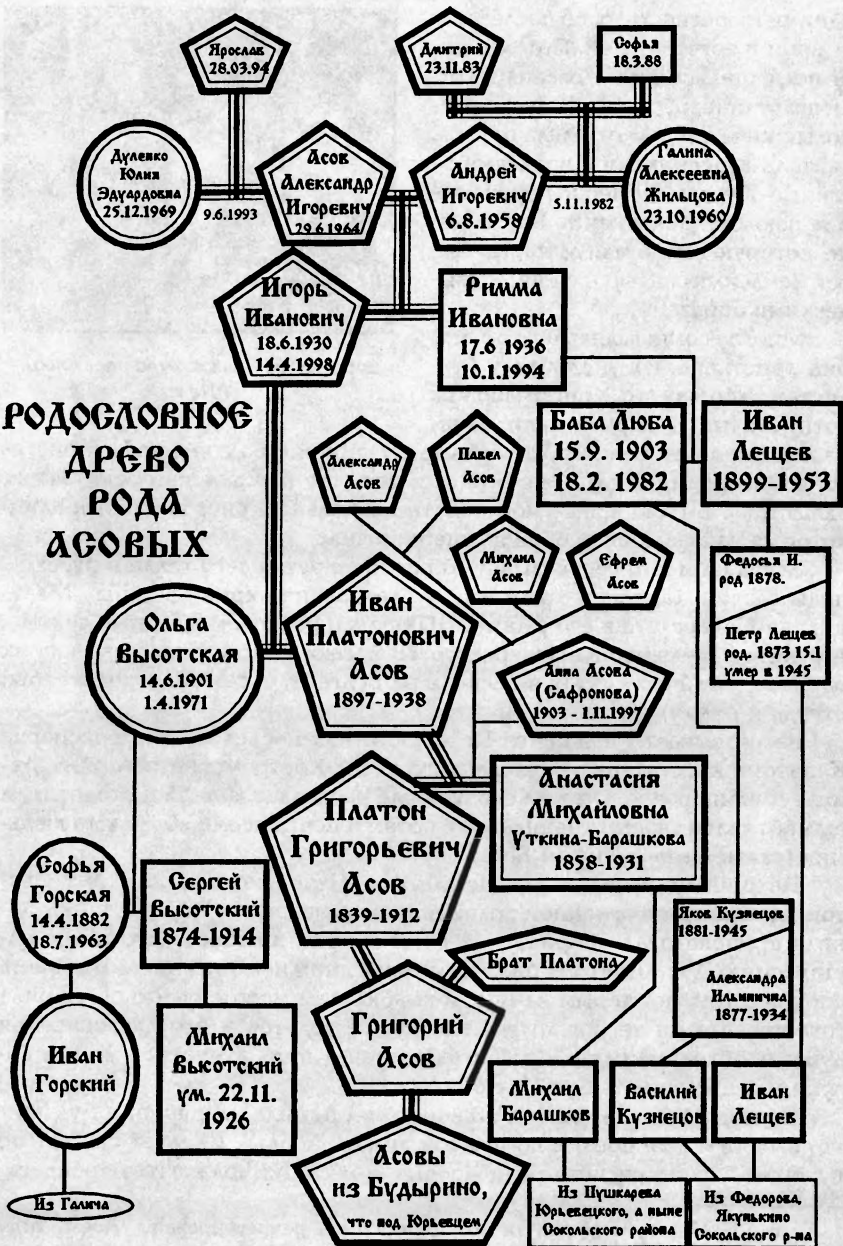 Ярослав
28.03.94
Дмитрий
23.11.83
Софья
18.3.88
Дуленко
Юлия
Эдуардовна
25.12.1969
9.6.1993
Асов
Александр
Игоревич
29.6.1964
Андрей
Игоревич
6.8.1958
5.11.1982
Галина
Алексеевна
Жильцова
23.10.1960
Игорь
Иванович
18.6.1930
14.4.1998
Римма
Ивановна
17.6 1936
10.1.1994
РОДОСЛОВНОЕ
ДРЕВО
РОДА
АСОВЫХ
Александр
Асов
Павел
Асов
Баба Люба
15.9. 1903
18.2. 1982
Иван
Лещев
1899-1953
Михаил
Асов
Ефрем
Асов
Федосья И.
род 1878.
Петр Лещев
род. 1873 15.1
умер в 1945
Ольга
Высотская
14.6.1901
1.4.1971
Иван
Платонович
Асов
1897-1938
Анна Асова
(Сафронова)
1903 - 1.11.1997
Платон
Григорьевич
Асов
1839-1912
Анастасия
Михайловна
Уткина-Барашкова
1858-1931
Софья
Горская
14.4.1882
18.7.1963
Сергей
Высотский
1874-1914
Яков Кузнецов
1881-1945
Александра
Ильинична
1877-1934
Брат Платона
Иван
Горский
Михаил
Высотский
ум. 22.11.
1926
Григорий
Асов
Михаил
Барашков
Василий
Кузнецов
Иван
Лещев
Из Галича
Асовы
из Будырино,
что под Юрьевцем
Из Пушкарева
Юрьевецкого, а ныне
Сокольского района
Из Федорова,
Якунькино
Сокольского р-на